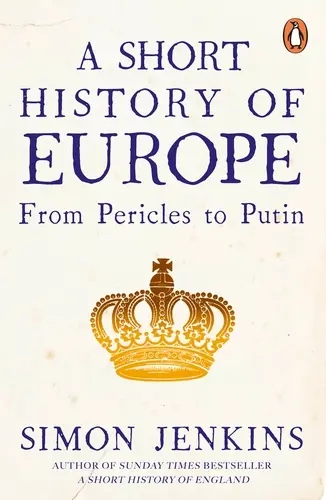 A SHORT
HISTORY OF
EUROPE
From Pericles to Putin
SIMON JENKINS
AUTHOR OF SUNDAY TIMES BESTSELLER
A SHORT HISTORY OF ENGLAND